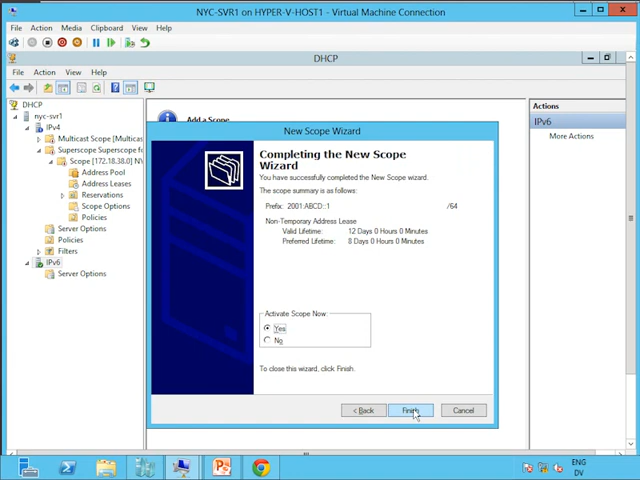 NYC-SVR1 on HYPER-V-HOST1 - Virtual Machine Connection
File Action Media Clipboard View Help
DHCP
File Action View Help
DHCP
nyc-svr1
IPv4
Multicast Scope [Multicas
Superscope Superscope fo
Scope [172.18.38.0] N
Address Pool
Address Leases
Reservations
Scope Options
Policies
Server Options
Policies
Filters
IPv6
Server Options
Add a Scope
New Scope Wizard
Completing the New Scope
Wizard
You have successfully completed the New Scope wizard.
The scope summary is as follows:
Prefix: 2001:ABCD::1 /64
Non-Temporary Address Lease
Valid Lifetime: 12 Days 0 Hours 0 Minutes
Preferred Lifetime: 8 Days 0 Hours 0 Minutes
Activate Scope Now:
Yes
No
To close this wizard, click Finish.
< Back Finish Cancel
Actions
IPv6
More Actions
ENG
DV